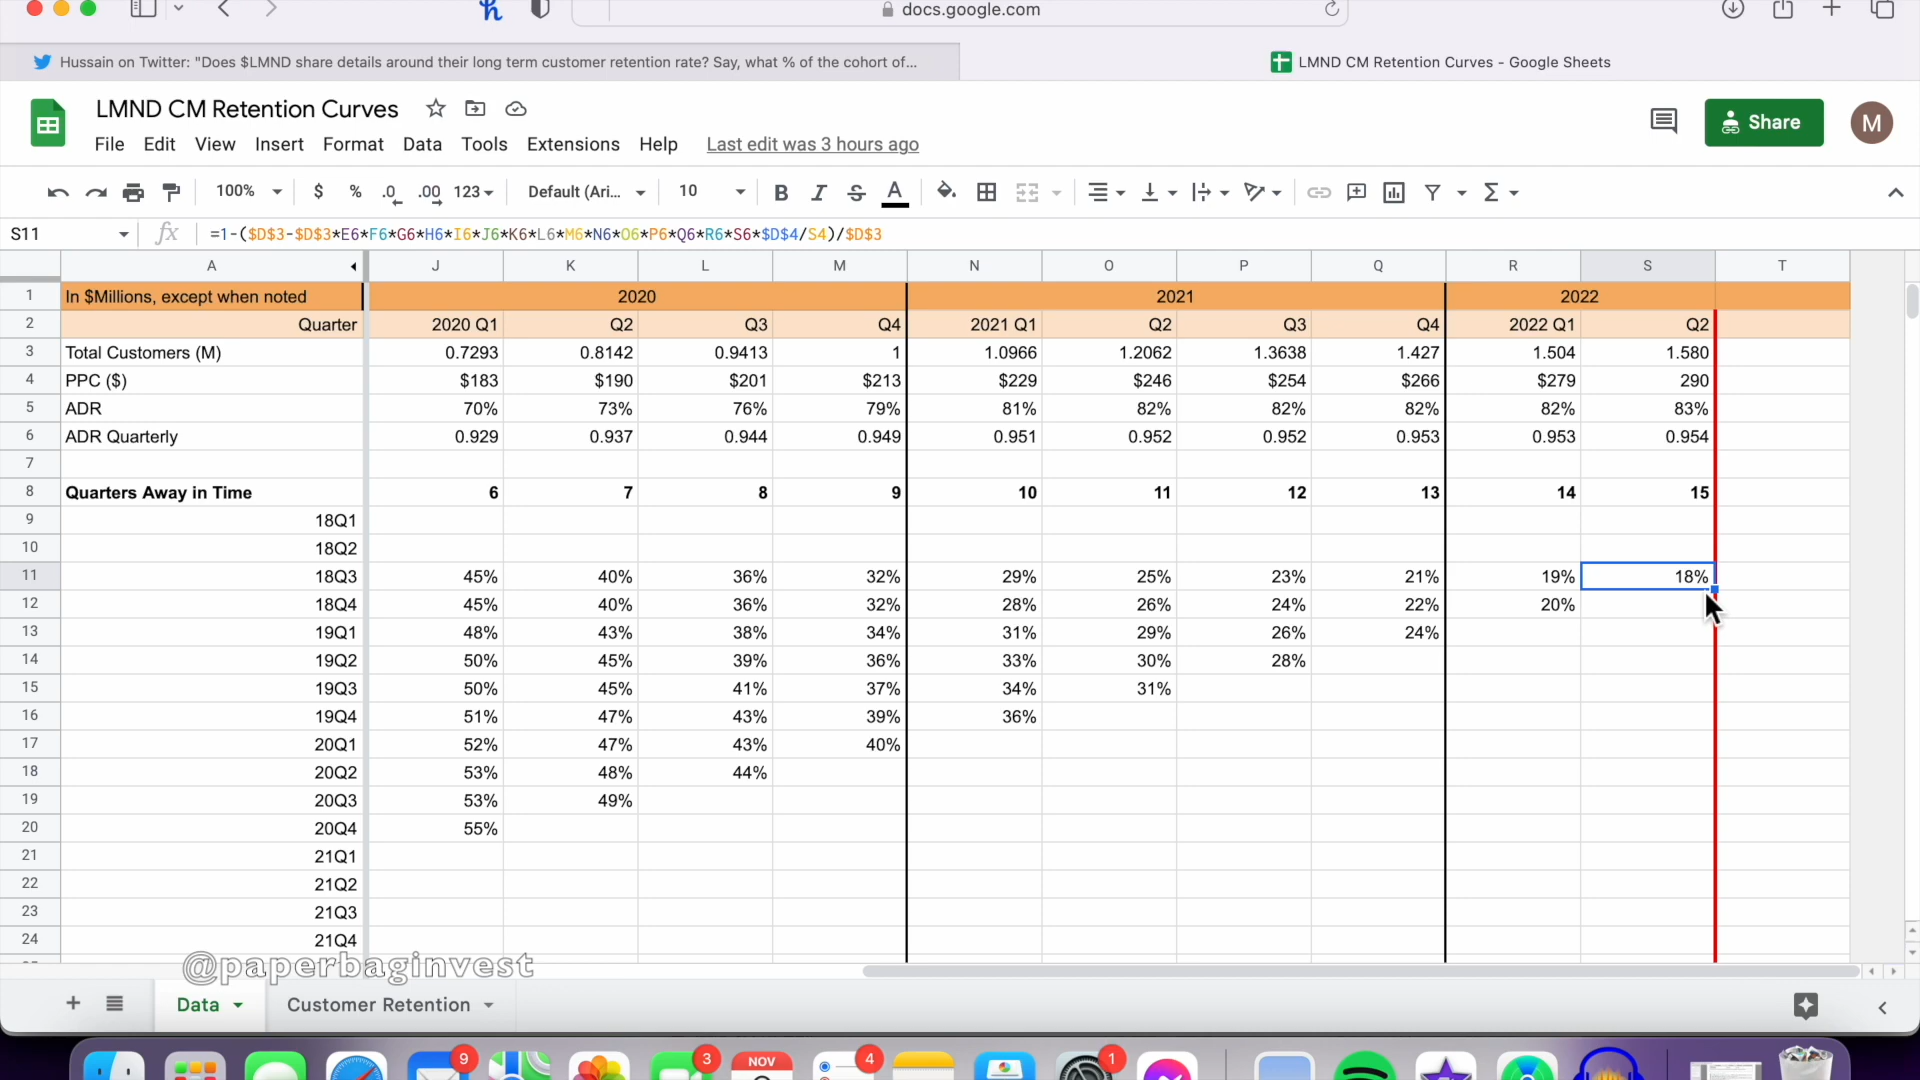 docs.google.com
Hussain on Twitter: "Does $LMND share details around their long term customer retention rate? Say, what % of the cohort of...
LMND CM Retention Curves - Google Sheets
LMND CM Retention Curves
Share
M
File Edit View Insert Format Data Tools Extensions Help Last edit was 3 hours ago
100% $ % .0 .00 123 Default (Ari... 10 B I S A
S11 fx =1-($D$3-$D$3*E6*F6*G6*H6*I6*J6*K6*L6*M6*N6*O6*P6*Q6*R6*S6*$D$4/S4)/$D$3
A J K L M N O P Q R S T
1 In $Millions, except when noted 2020 2021 2022
2 Quarter 2020 Q1 Q2 Q3 Q4 2021 Q1 Q2 Q3 Q4 2022 Q1 Q2
3 Total Customers (M) 0.7293 0.8142 0.9413 1 1.0966 1.2062 1.3638 1.427 1.504 1.580
4 PPC ($) $183 $190 $201 $213 $229 $246 $254 $266 $279 290
5 ADR 70% 73% 76% 79% 81% 82% 82% 82% 82% 83%
6 ADR Quarterly 0.929 0.937 0.944 0.949 0.951 0.952 0.952 0.953 0.953 0.954
7
8 Quarters Away in Time 6 7 8 9 10 11 12 13 14 15
9 18Q1
10 18Q2
11 18Q3 45% 40% 36% 32% 29% 25% 23% 21% 19% 18%
12 18Q4 45% 40% 36% 32% 28% 26% 24% 22% 20%
13 19Q1 48% 43% 38% 34% 31% 29% 26% 24%
14 19Q2 50% 45% 39% 36% 33% 30% 28%
15 19Q3 50% 45% 41% 37% 34% 31%
16 19Q4 51% 47% 43% 39% 36%
17 20Q1 52% 47% 43% 40%
18 20Q2 53% 48% 44%
19 20Q3 53% 49%
20 20Q4 55%
21 21Q1
22 21Q2
23 21Q3
24 21Q4
@paperbaginvest
Data Customer Retention
9 3 NOV 4 1